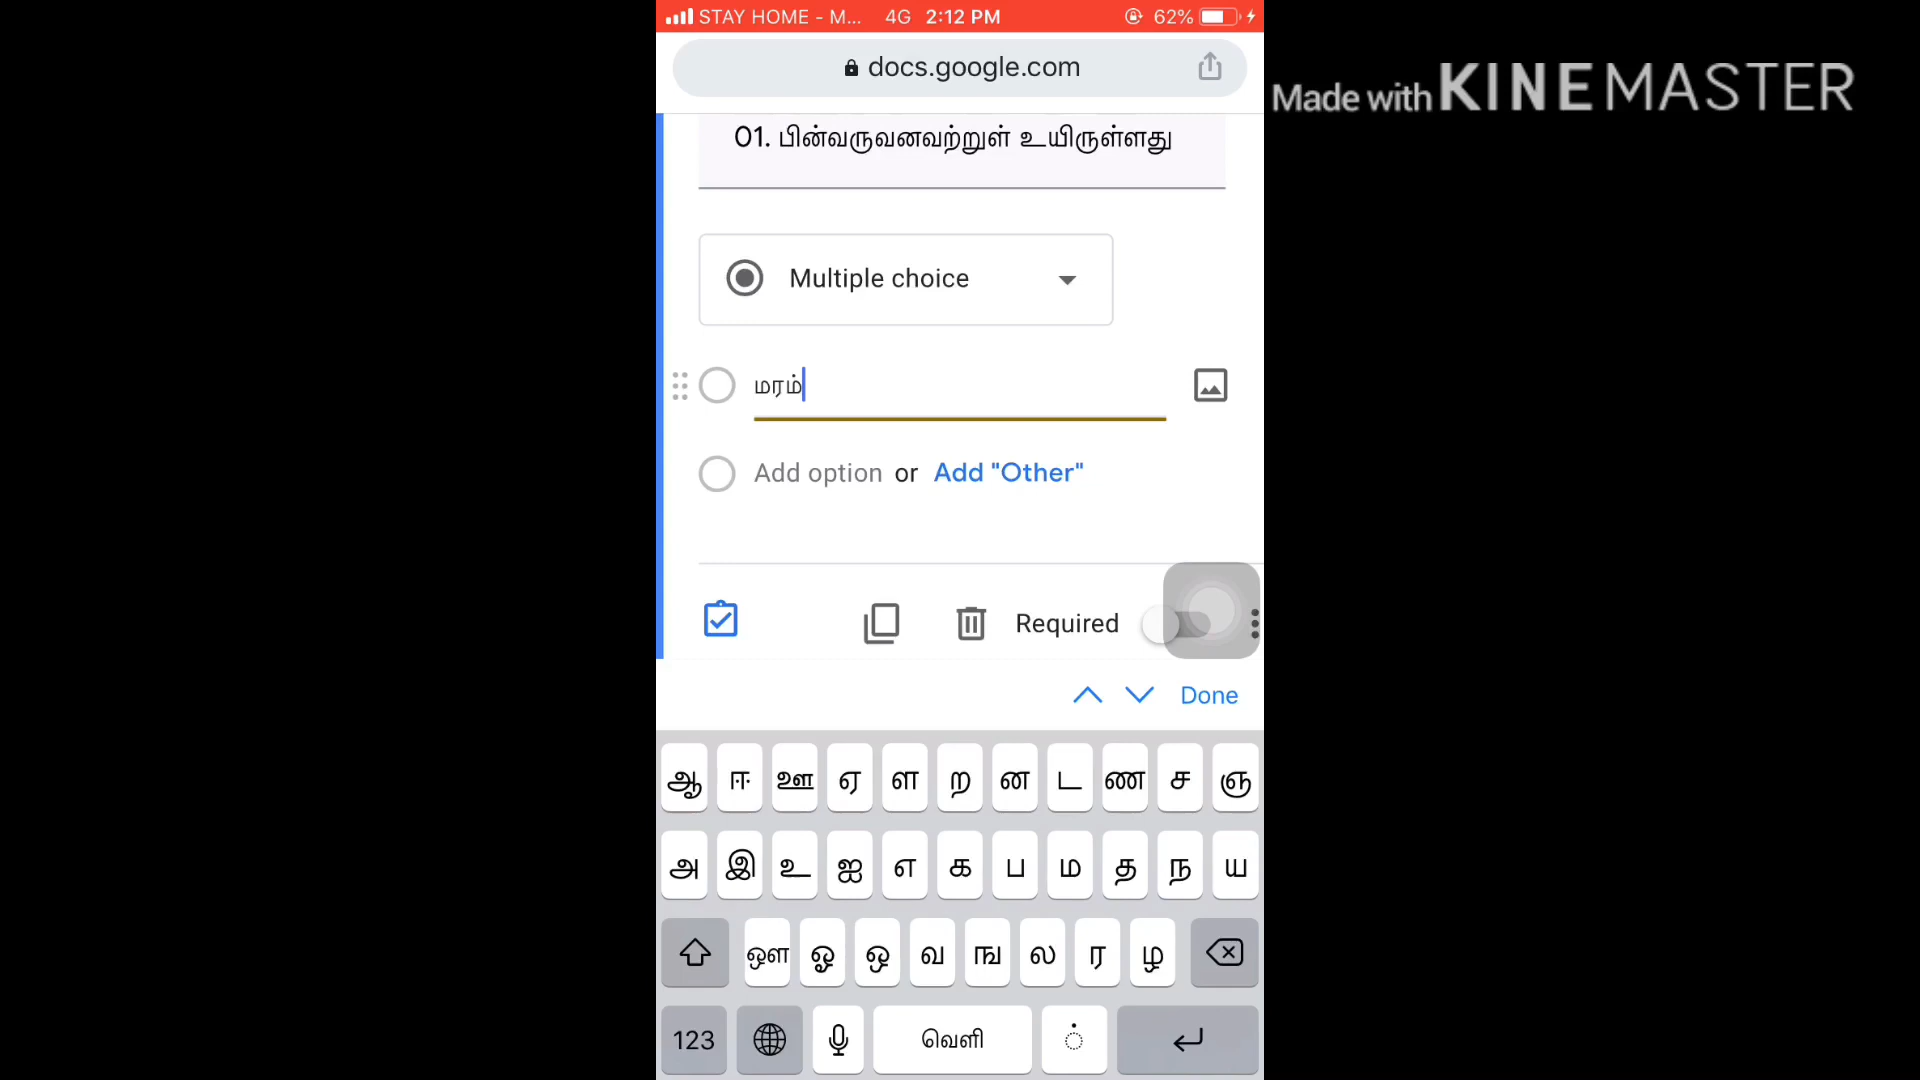 STAY HOME - M... 4G 2:12 PM 62%
docs.google.com
Made with KINEMASTER
01. பின்வருவனவற்றுள் உயிருள்ளது
Multiple choice
மரம்
Add option or Add "Other"
Required
Done
ஆ ஈ ஊ ஏ ள ற ன ட ண ச ஞ
அ இ உ ஐ எ க ப ம த ந ய
ஔ ஓ ஒ வ ங ல ர ழ
123 வெளி ்